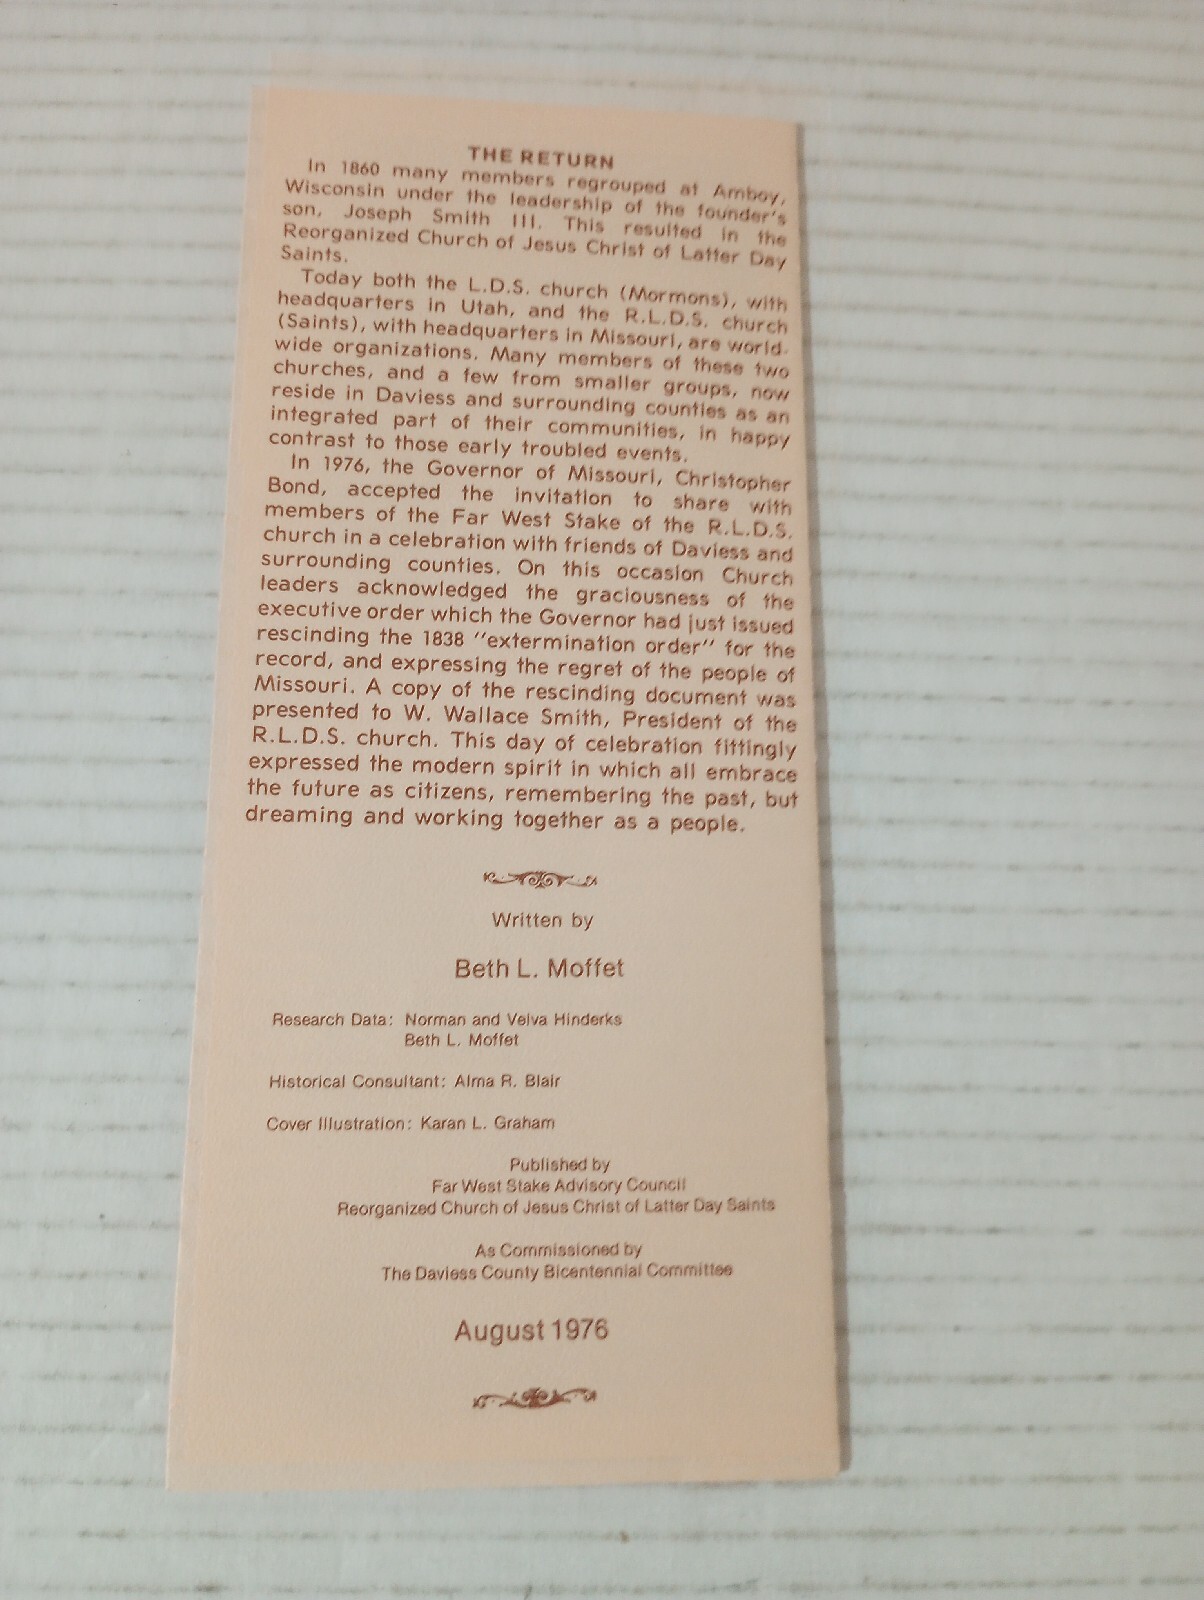 THE RETURN
In 1860 many members regrouped at Amboy,
Wisconsin under the leadership of the founder's
son, Joseph Smith III. This resulted in the
Reorganized Church of Jesus Christ of Latter Day
Saints.
Today both the L.D.S. church (Mormons), with
headquarters in Utah, and the R.L.D.S. church
(Saints), with headquarters in Missouri, are world-
wide organizations. Many members of these two
churches, and a few from smaller groups, now
reside in Daviess and surrounding counties as an
integrated part of their communities, in happy
contrast to those early troubled events.
In 1976, the Governor of Missouri, Christopher
Bond, accepted the invitation to share with
members of the Far West Stake of the R.L.D.S.
church in a celebration with friends of Daviess and
surrounding counties. On this occasion Church
leaders acknowledged the graciousness of the
executive order which the Governor had just issued
rescinding the 1838 "extermination order" for the
record, and expressing the regret of the people of
Missouri. A copy of the rescinding document was
presented to W. Wallace Smith, President of the
R.L.D.S. church. This day of celebration fittingly
expressed the modern spirit in which all embrace
the future as citizens, remembering the past, but
dreaming and working together as a people.
Written by
Beth L. Moffet
Research Data: Norman and Velva Hinderks
Beth L. Moffet
Historical Consultant: Alma R. Blair
Cover Illustration: Karan L. Graham
Published by
Far West Stake Advisory Council
Reorganized Church of Jesus Christ of Latter Day Saints
As Commissioned by
The Daviess County Bicentennial Committee
August 1976